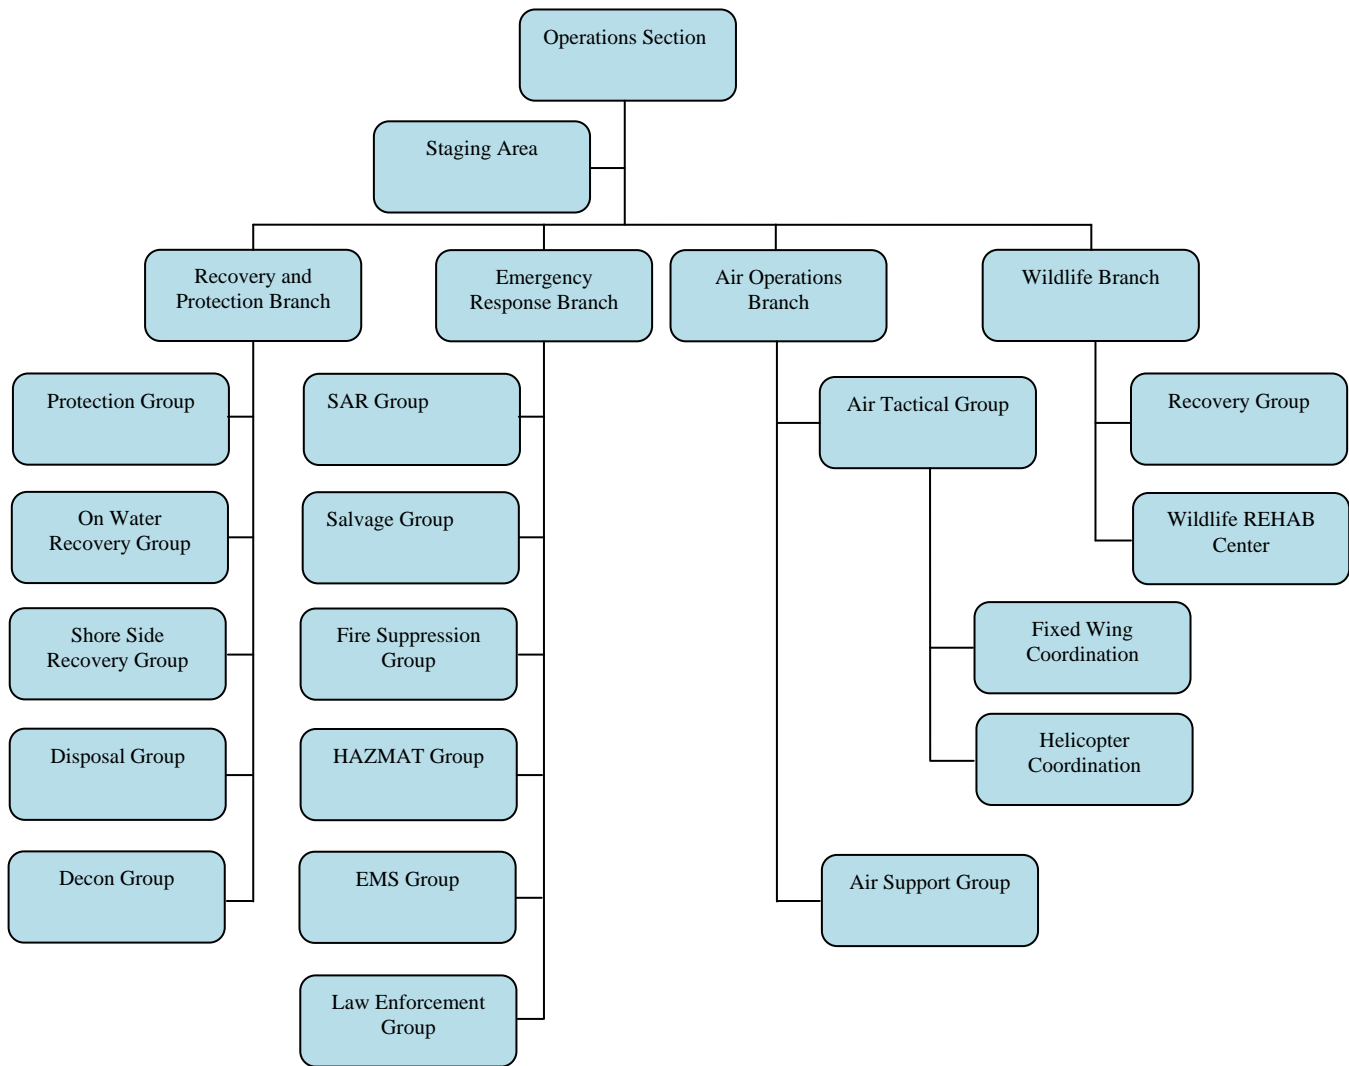 Operations Section
Staging Area
Recovery and
Protection Branch
Emergency
Response Branch
Air Operations
Branch
Wildlife Branch
Protection Group
On Water
Recovery Group
Shore Side
Recovery Group
Disposal Group
Decon Group
SAR Group
Salvage Group
Fire Suppression
Group
HAZMAT Group
EMS Group
Law Enforcement
Group
Air Tactical Group
Fixed Wing
Coordination
Helicopter
Coordination
Air Support Group
Recovery Group
Wildlife REHAB
Center